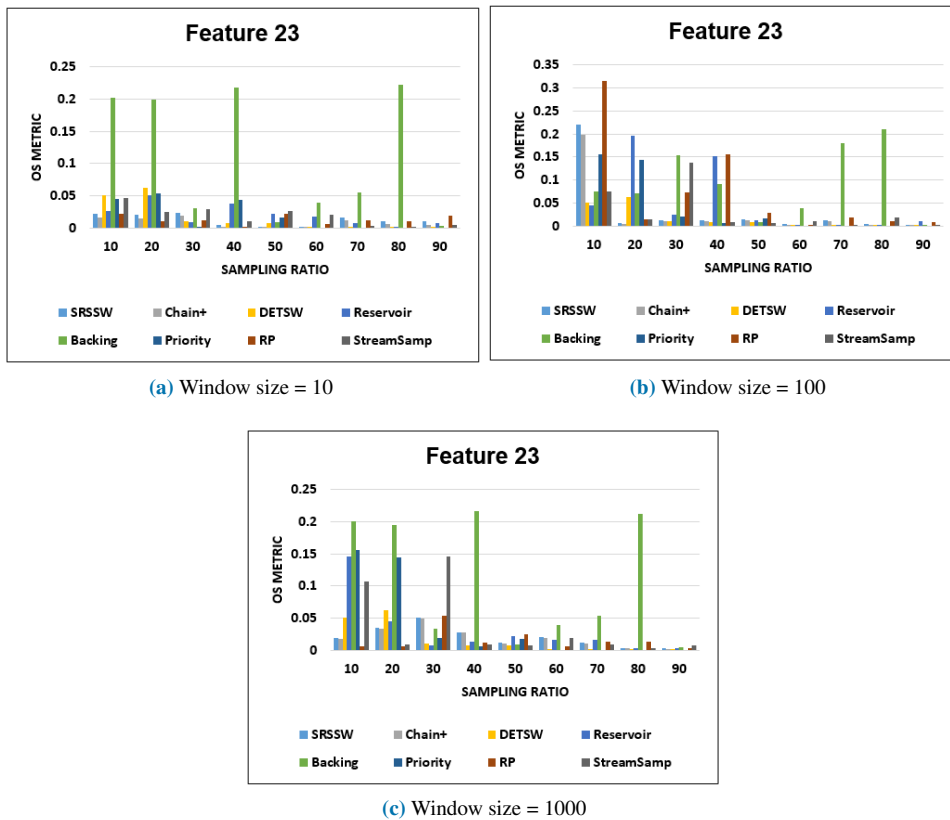 Feature 23
OS METRIC
0.25
0.2
0.15
0.1
0.05
0
10 20 30 40 50 60 70 80 90
SAMPLING RATIO
SRSSW Chain+ DETSW Reservoir
Backing Priority RP StreamSamp
(a) Window size = 10
Feature 23
OS METRIC
0.35
0.3
0.25
0.2
0.15
0.1
0.05
0
10 20 30 40 50 60 70 80 90
SAMPLING RATIO
SRSSW Chain+ DETSW Reservoir
Backing Priority RP StreamSamp
(b) Window size = 100
Feature 23
OS METRIC
0.25
0.2
0.15
0.1
0.05
0
10 20 30 40 50 60 70 80 90
SAMPLING RATIO
SRSSW Chain+ DETSW Reservoir
Backing Priority RP StreamSamp
(c) Window size = 1000